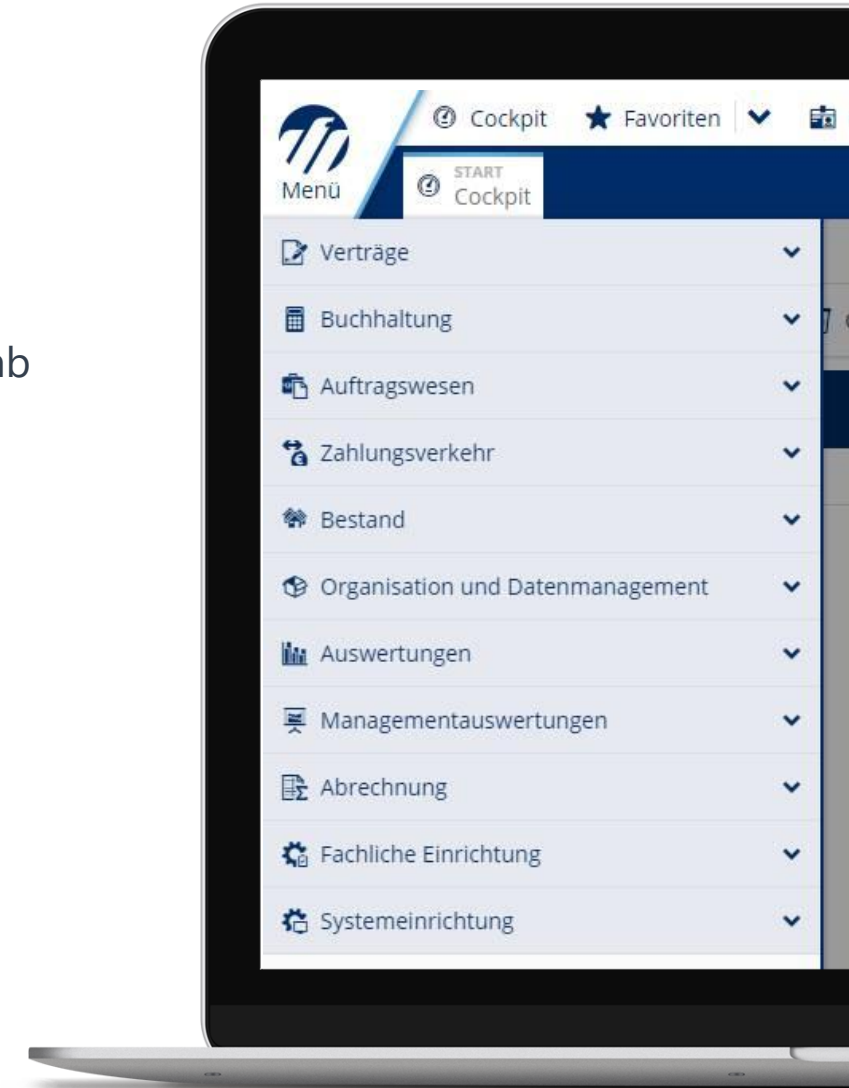 Cockpit Favoriten
Menü
START
Cockpit
Verträge
Buchhaltung
Auftragswesen
Zahlungsverkehr
Bestand
Organisation und Datenmanagement
Auswertungen
Managementauswertungen
Abrechnung
Fachliche Einrichtung
Systemeinrichtung